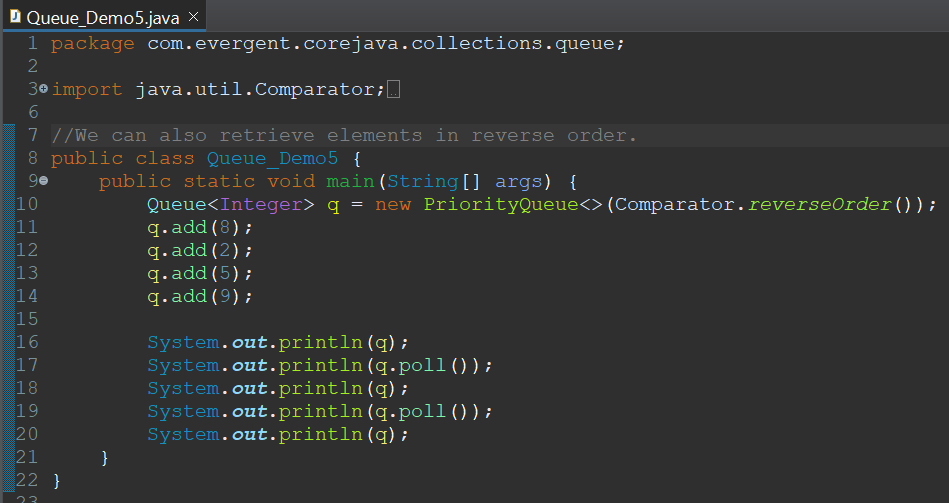 Queue_Demo5.java
1 package com.evergent.corejava.collections.queue;
2
3 import java.util.Comparator;
6
7 //We can also retrieve elements in reverse order.
8 public class Queue_Demo5 {
9 public static void main(String[] args) {
10 Queue<Integer> q = new PriorityQueue<>(Comparator.reverseOrder());
11 q.add(8);
12 q.add(2);
13 q.add(5);
14 q.add(9);
15
16 System.out.println(q);
17 System.out.println(q.poll());
18 System.out.println(q);
19 System.out.println(q.poll());
20 System.out.println(q);
21 }
22 }
23